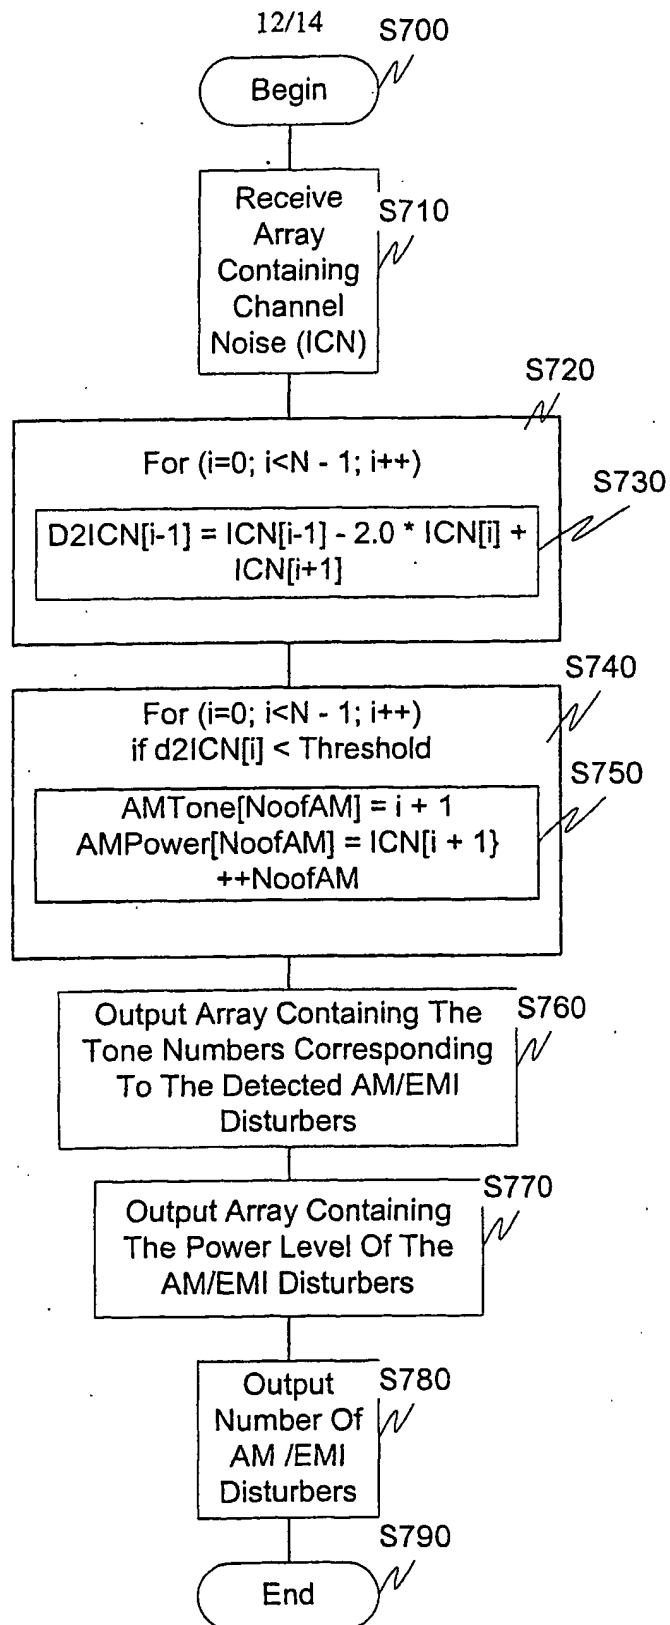 12/14
S700
Begin
S710
Receive
Array
Containing
Channel
Noise (ICN)
S720
For (i=0; i<N - 1; i++)
S730
D2ICN[i-1] = ICN[i-1] - 2.0 * ICN[i] +
ICN[i+1]
S740
For (i=0; i<N - 1; i++)
if d2ICN[i] < Threshold
S750
AMTone[NoofAM] = i + 1
AMPower[NoofAM] = ICN[i + 1}
++NoofAM
S760
Output Array Containing The
Tone Numbers Corresponding
To The Detected AM/EMI
Disturbers
S770
Output Array Containing
The Power Level Of The
AM/EMI Disturbers
S780
Output
Number Of
AM /EMI
Disturbers
S790
End